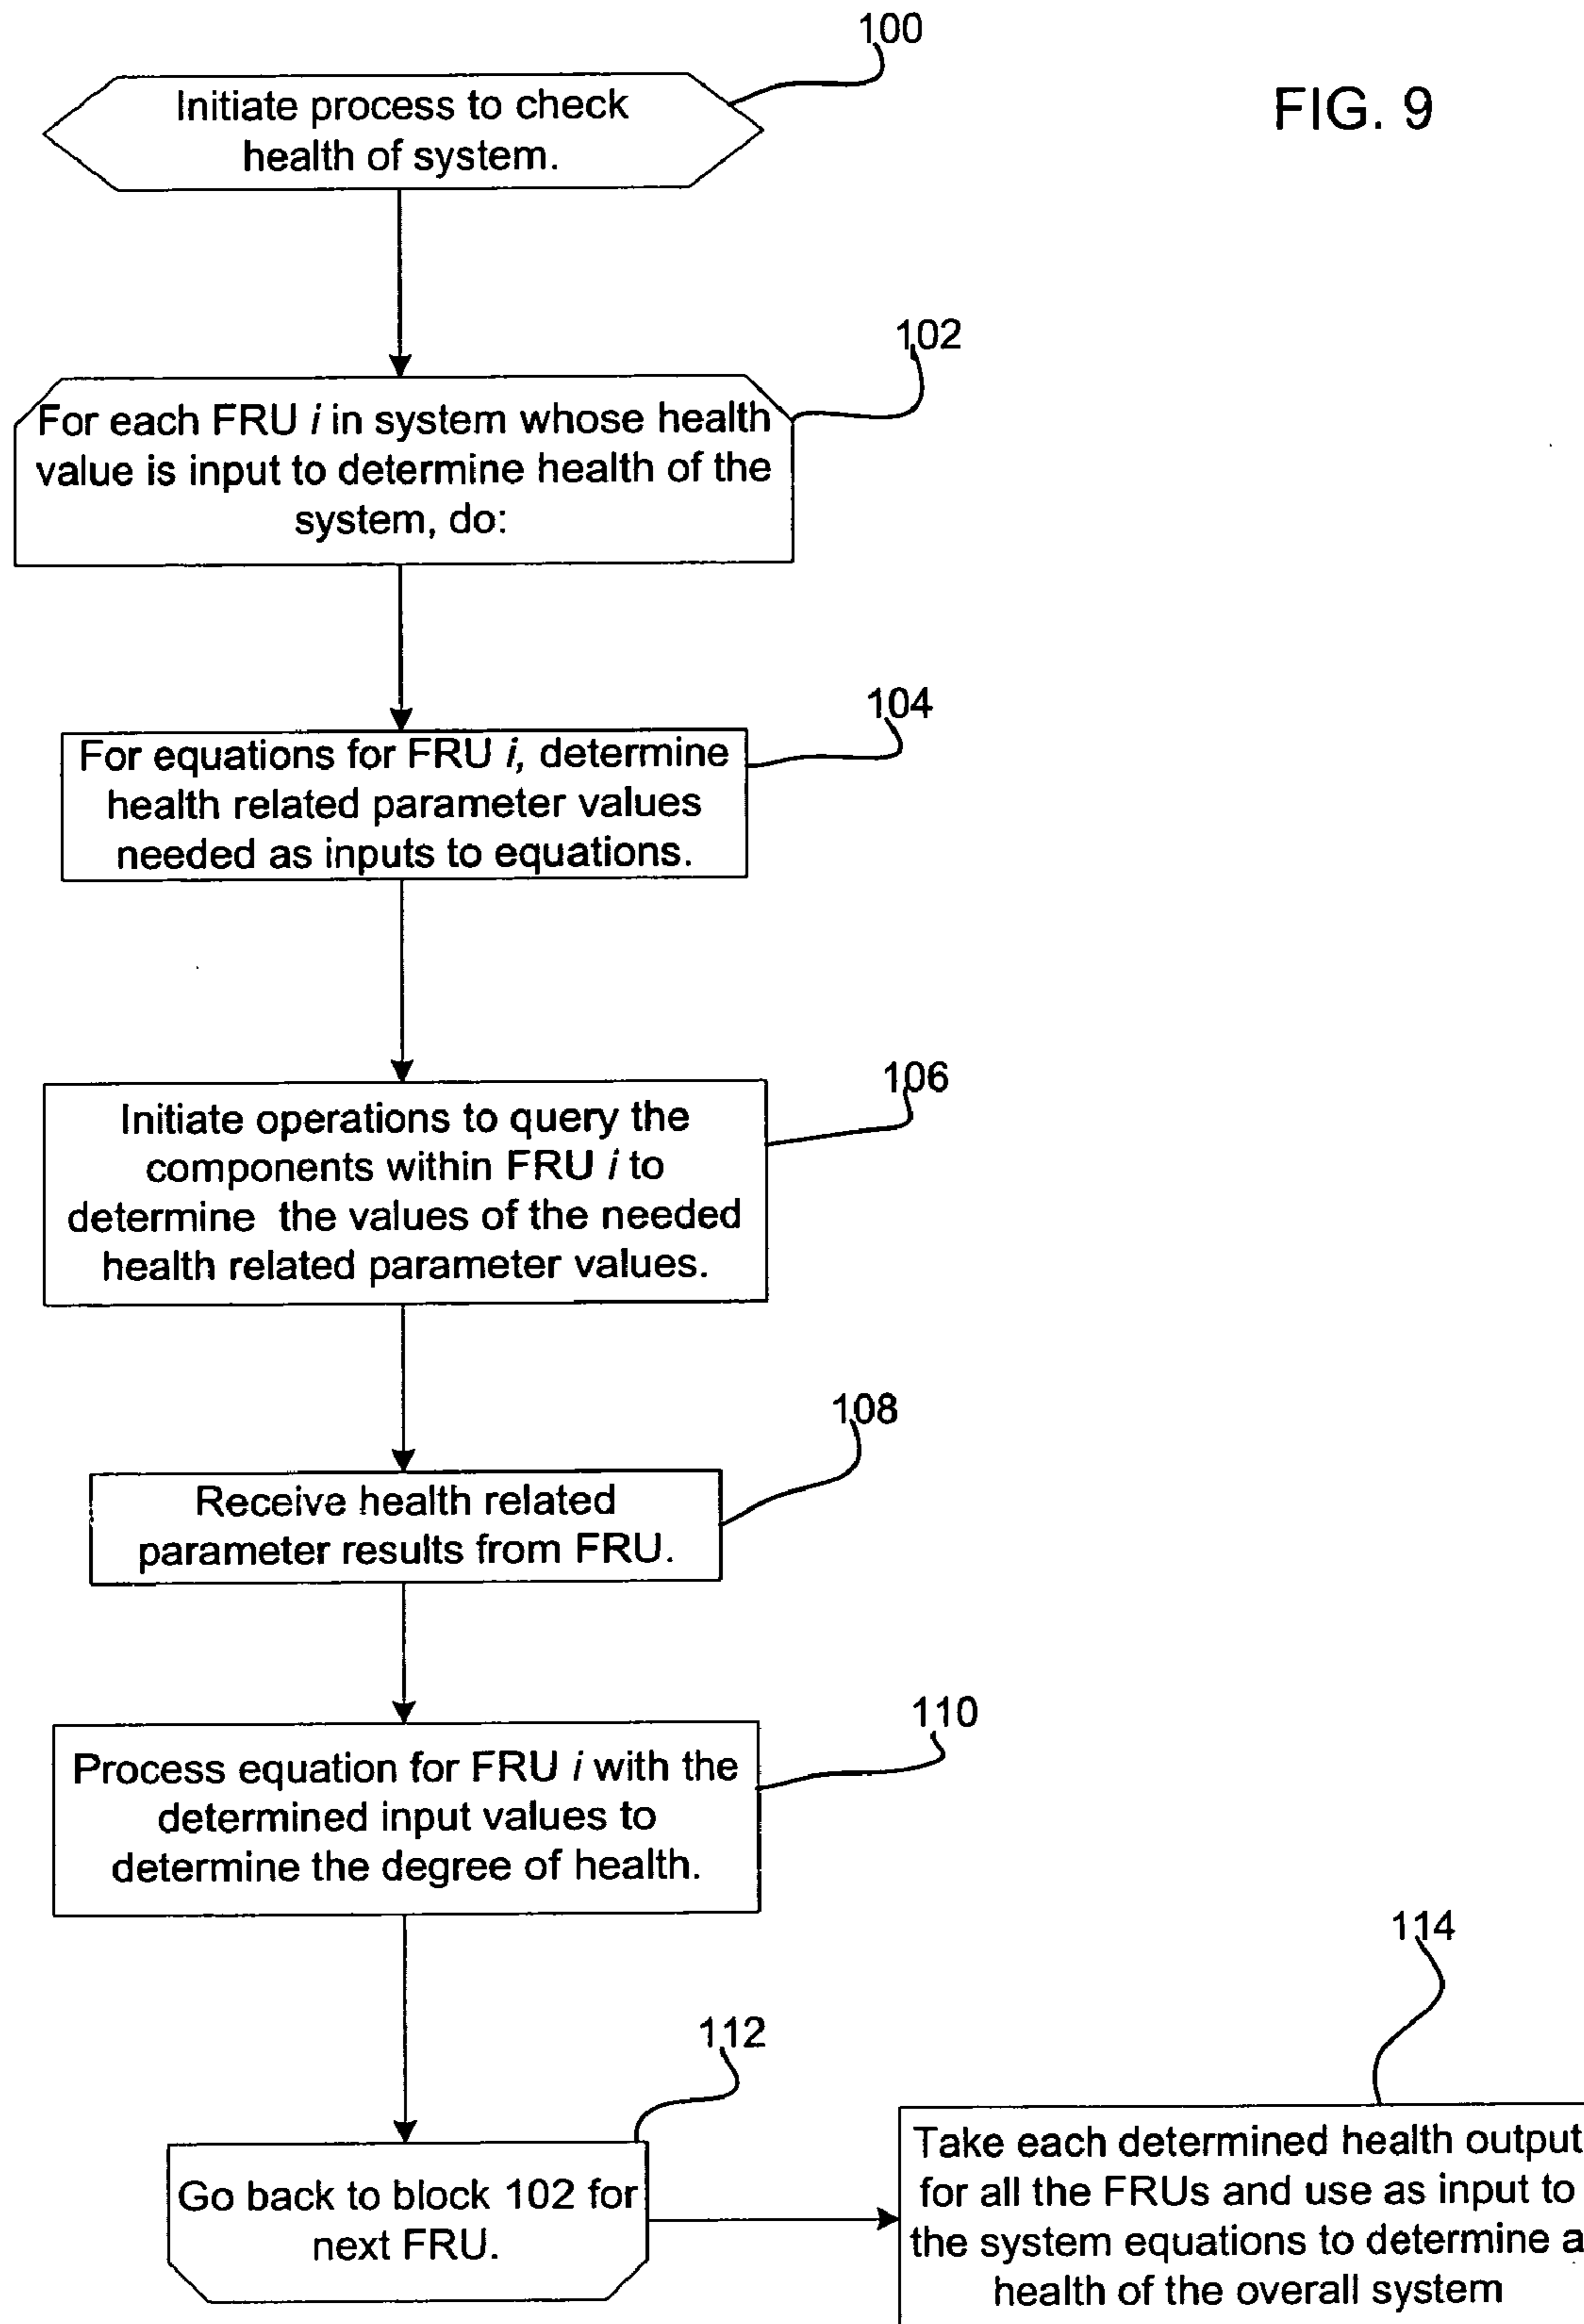 100
FIG. 9
Initiate process to check
health of system.
102
For each FRU i in system whose health
value is input to determine health of the
system, do:
104
For equations for FRU i, determine
health related parameter values
needed as inputs to equations.
106
Initiate operations to query the
components within FRU i to
determine the values of the needed
health related parameter values.
108
Receive health related
parameter results from FRU.
110
Process equation for FRU i with the
determined input values to
determine the degree of health.
112
Go back to block 102 for
next FRU.
114
Take each determined health output
for all the FRUs and use as input to
the system equations to determine a
health of the overall system